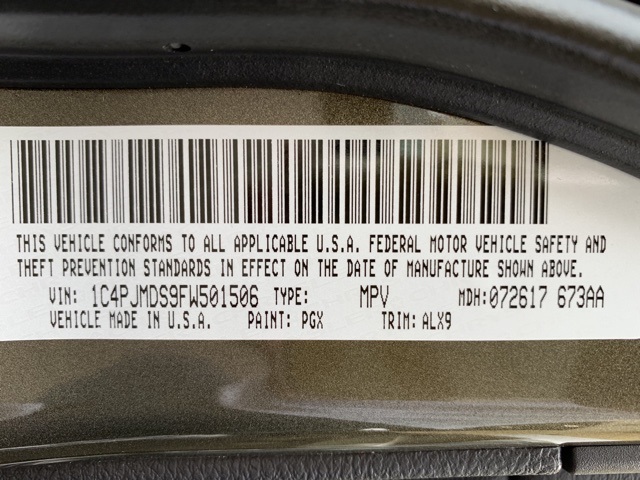 THIS VEHICLE CONFORMS TO ALL APPLICABLE U.S.A. FEDERAL MOTOR VEHICLE SAFETY AND
THEFT PREVENTION STANDARDS IN EFFECT ON THE DATE OF MANUFACTURE SHOWN ABOVE.
VIN: 1C4PJMDS9FW501506 TYPE: MPV MDH:072617 673AA
VEHICLE MADE IN U.S.A. PAINT: PGX TRIM: ALX9